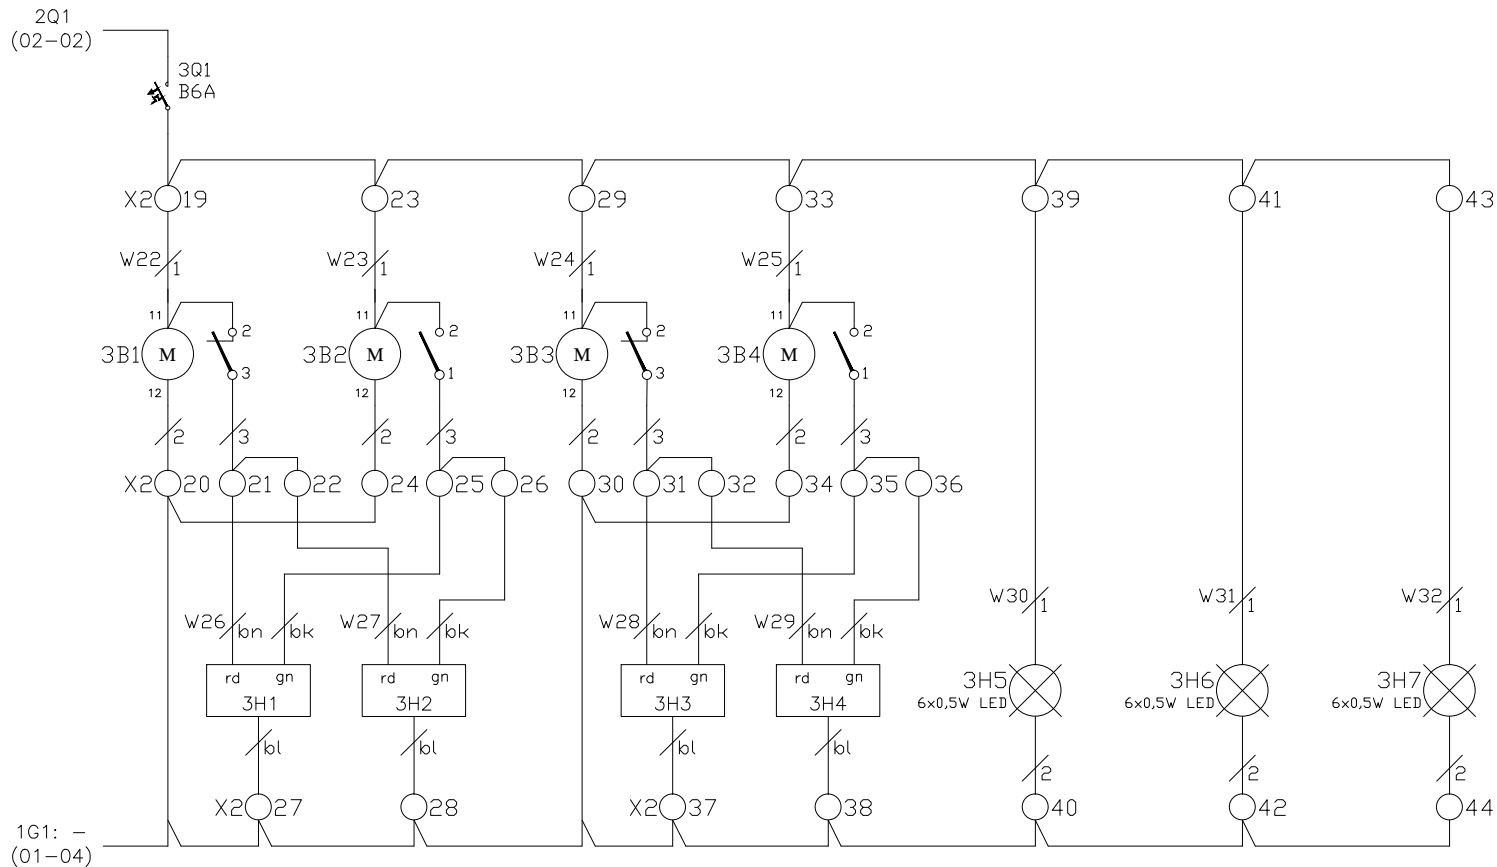 2Q1
(02-02)
3Q1
B6A
X2 19 23 29 33 39 41 43
W22 1 W23 1 W24 1 W25 1
11 11 11 11
2 2 2 2
3B1 M 3B2 M 3B3 M 3B4 M
3 1 3 1
12 12 12 12
2 3 2 3 2 3 2 3
X2 20 21 22 24 25 26 30 31 32 34 35 36
W30 1 W31 1 W32 1
W26 bn bk W27 bn bk W28 bn bk W29 bn bk
rd gn rd gn rd gn rd gn
3H5 3H6 3H7
3H1 3H2 3H3 3H4
6x0,5W LED 6x0,5W LED 6x0,5W LED
bl bl bl bl
2 2 2
X2 27 28 X2 37 38 40 42 44
1G1: -
(01-04)